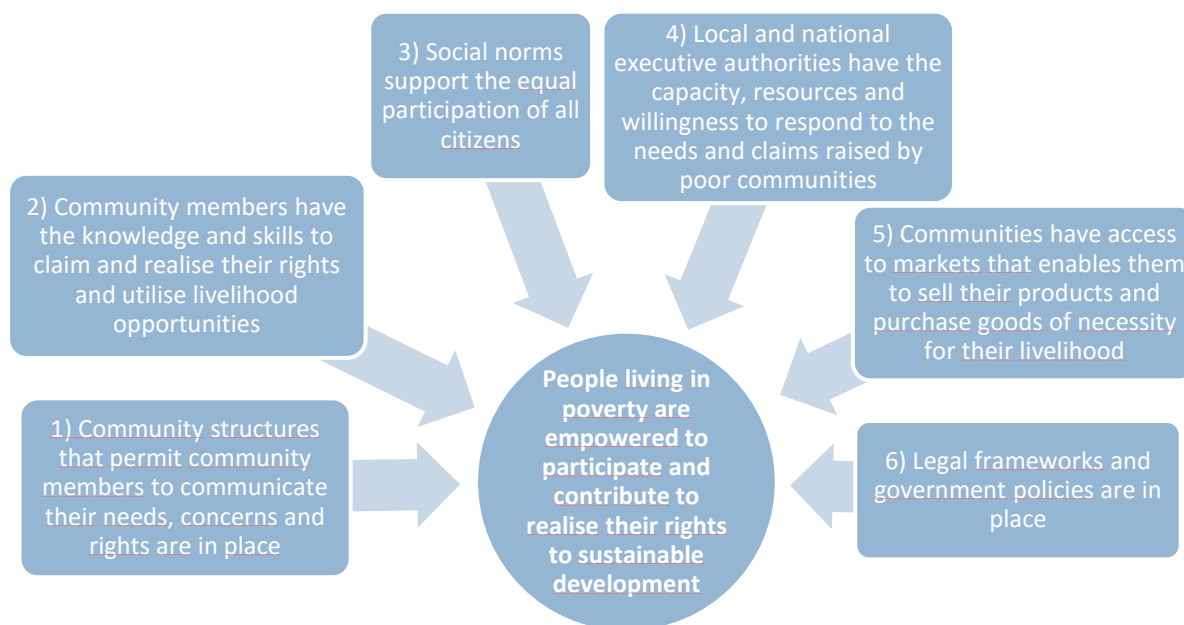 1) Community structures
that permit community
members to communicate
their needs, concerns and
rights are in place
2) Community members have
the knowledge and skills to
claim and realise their rights
and utilise livelihood
opportunities
3) Social norms
support the equal
participation of all
citizens
4) Local and national
executive authorities have the
capacity, resources and
willingness to respond to the
needs and claims raised by
poor communities
5) Communities have access
to markets that enables them
to sell their products and
purchase goods of necessity
for their livelihood
6) Legal frameworks and
government policies are in
place
People living in
poverty are
empowered to
participate and
contribute to
realise their rights
to sustainable
development